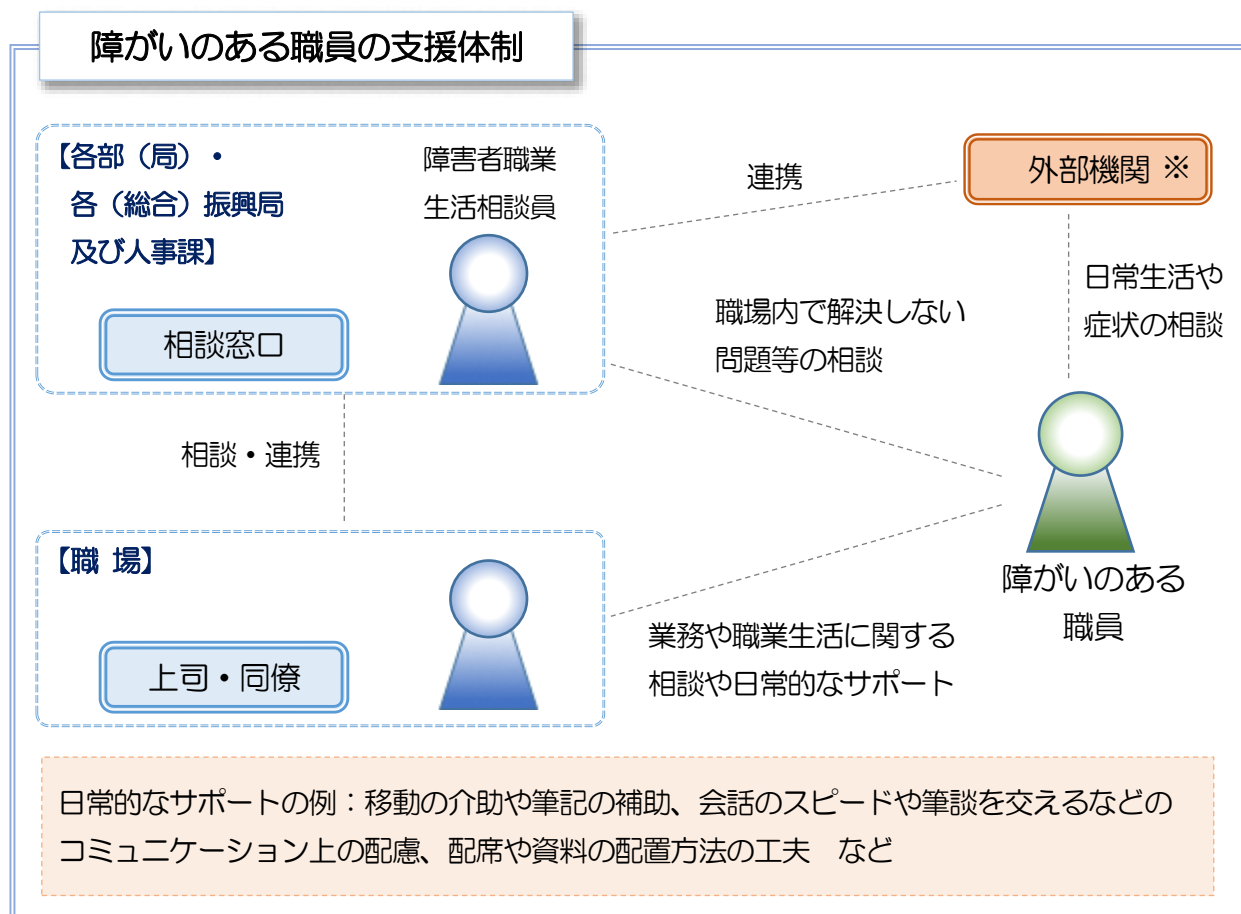 障がいのある職員の支援体制
【各部（局）・
各（総合）振興局
及び人事課】
障害者職業
生活相談員
相談窓口
連携
外部機関 ※
職場内で解決しない
問題等の相談
日常生活や
症状の相談
相談・連携
障がいのある
職員
【職 場】
上司・同僚
業務や職業生活に関する
相談や日常的なサポート
日常的なサポートの例：移動の介助や筆記の補助、会話のスピードや筆談を交えるなどの
コミュニケーション上の配慮、配席や資料の配置方法の工夫　など